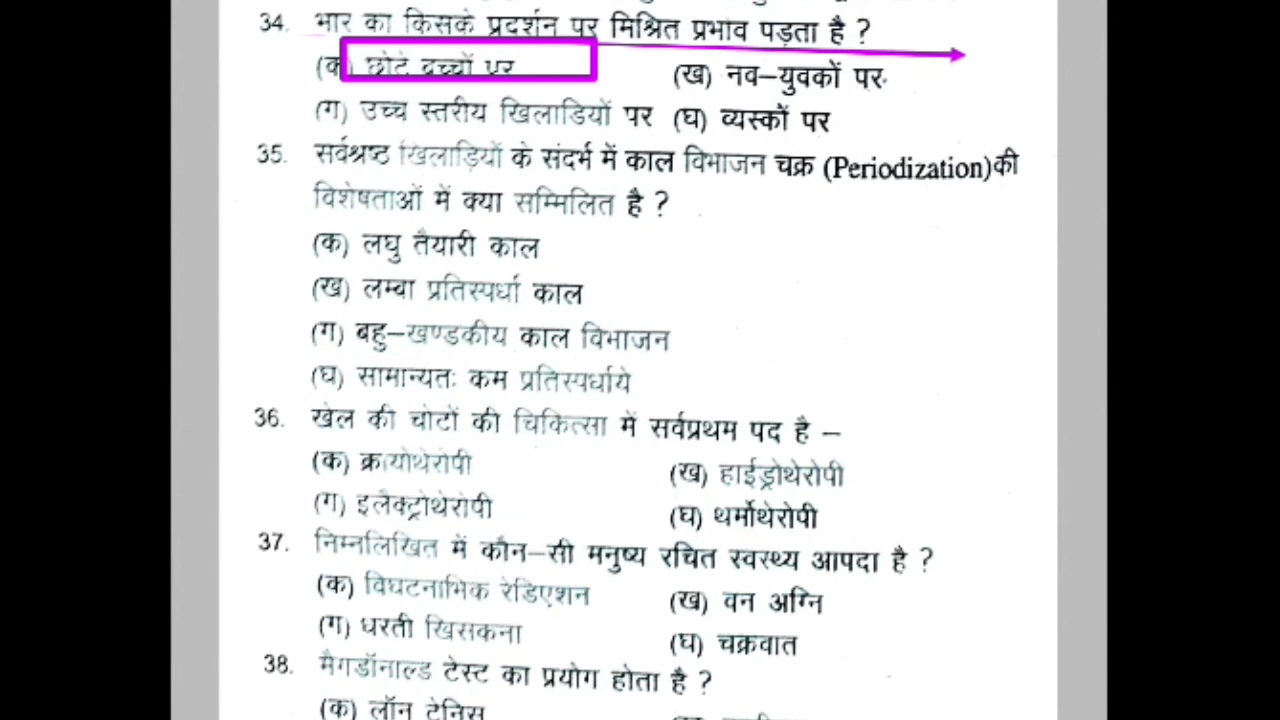 34. भार का किसके प्रदर्शन पर मिश्रित प्रभाव पड़ता है ?
(क) छोटे बच्चों पर (ख) नव–युवकों पर
(ग) उच्च स्तरीय खिलाडियों पर (घ) व्यस्कों पर
35. सर्वश्रष्ठ खिलाड़ियों के संदर्भ में काल विभाजन चक्र (Periodization)की
विशेषताओं में क्या सम्मिलित है ?
(क) लघु तैयारी काल
(ख) लम्बा प्रतिस्पर्धा काल
(ग) बहु–खण्डकीय काल विभाजन
(घ) सामान्यतः कम प्रतिस्पर्धाये
36. खेल की चोटों की चिकित्सा में सर्वप्रथम पद है –
(क) क्रायोथेरोपी (ख) हाईड्रोथेरोपी
(ग) इलैक्ट्रोथेरोपी (घ) थर्मोथेरोपी
37. निम्नलिखित में कौन–सी मनुष्य रचित स्वस्थ्य आपदा है ?
(क) विघटनाभिक रेडिएशन (ख) वन अग्नि
(ग) धरती खिसकना (घ) चक्रवात
38. मैगडॉनाल्ड टेस्ट का प्रयोग होता है ?
(क) लॉन टेनिस